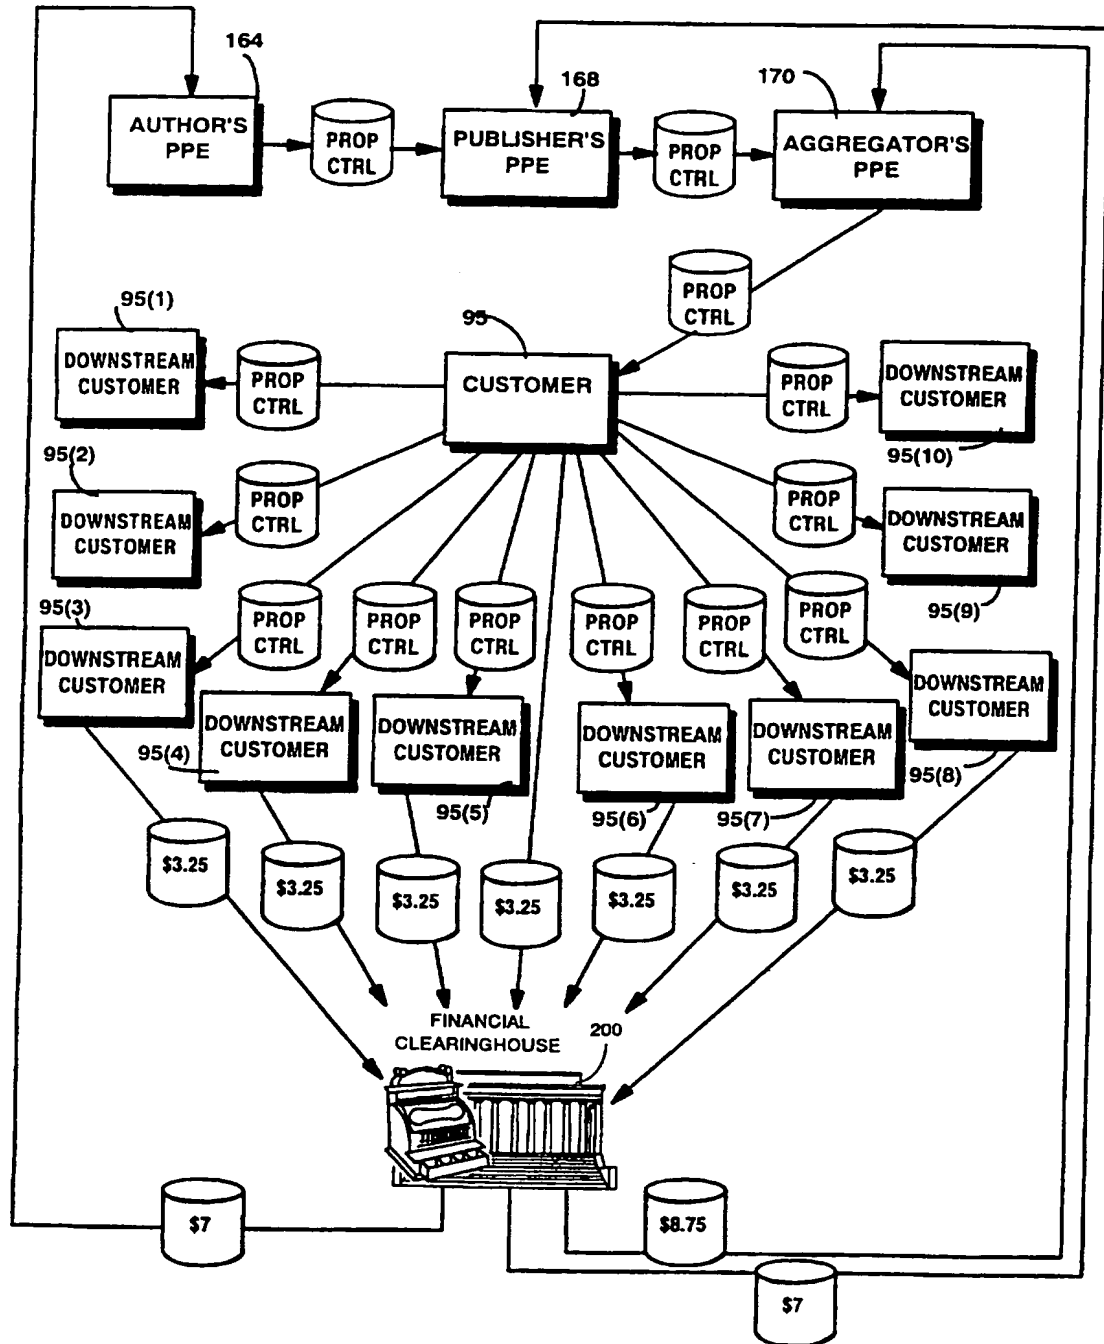 164
168
170
AUTHOR'S
PPE
PROP
CTRL
PUBLISHER'S
PPE
PROP
CTRL
AGGREGATOR'S
PPE
PROP
CTRL
95(1)
95
DOWNSTREAM
CUSTOMER
PROP
CTRL
CUSTOMER
PROP
CTRL
DOWNSTREAM
CUSTOMER
95(10)
95(2)
DOWNSTREAM
CUSTOMER
PROP
CTRL
PROP
CTRL
DOWNSTREAM
CUSTOMER
95(9)
95(3)
DOWNSTREAM
CUSTOMER
PROP
CTRL
PROP
CTRL
PROP
CTRL
PROP
CTRL
PROP
CTRL
PROP
CTRL
DOWNSTREAM
CUSTOMER
95(8)
DOWNSTREAM
CUSTOMER
95(4)
DOWNSTREAM
CUSTOMER
95(5)
DOWNSTREAM
CUSTOMER
95(6)
DOWNSTREAM
CUSTOMER
95(7)
$3.25
$3.25
$3.25
$3.25
$3.25
$3.25
$3.25
FINANCIAL
CLEARINGHOUSE
200
$7
$8.75
$7